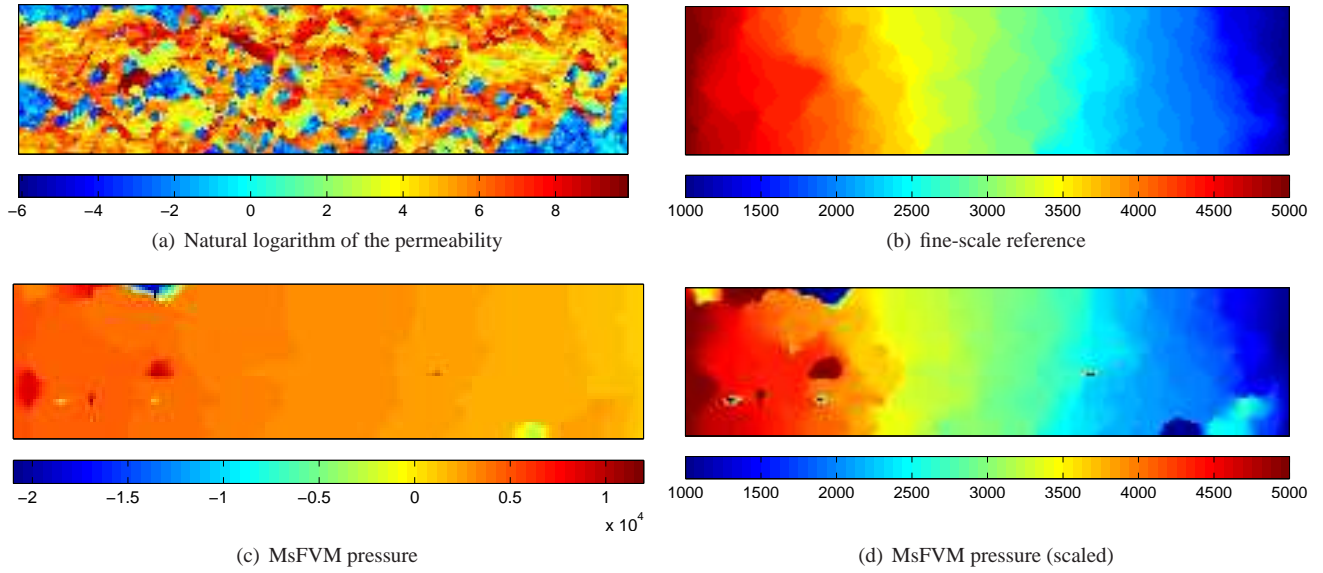 −6 −4 −2 0 2 4 6 8
(a) Natural logarithm of the permeability
1000 1500 2000 2500 3000 3500 4000 4500 5000
(b) fine-scale reference
−2 −1.5 −1 −0.5 0 0.5 1
x 10^4
(c) MsFVM pressure
1000 1500 2000 2500 3000 3500 4000 4500 5000
(d) MsFVM pressure (scaled)